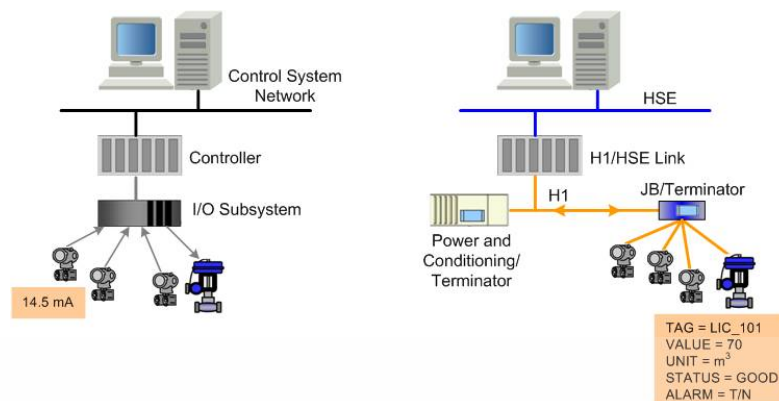 Control System
Network
Controller
I/O Subsystem
14.5 mA
HSE
H1/HSE Link
JB/Terminator
H1
Power and
Conditioning/
Terminator
TAG = LIC_101
VALUE = 70
UNIT = m³
STATUS = GOOD
ALARM = T/N